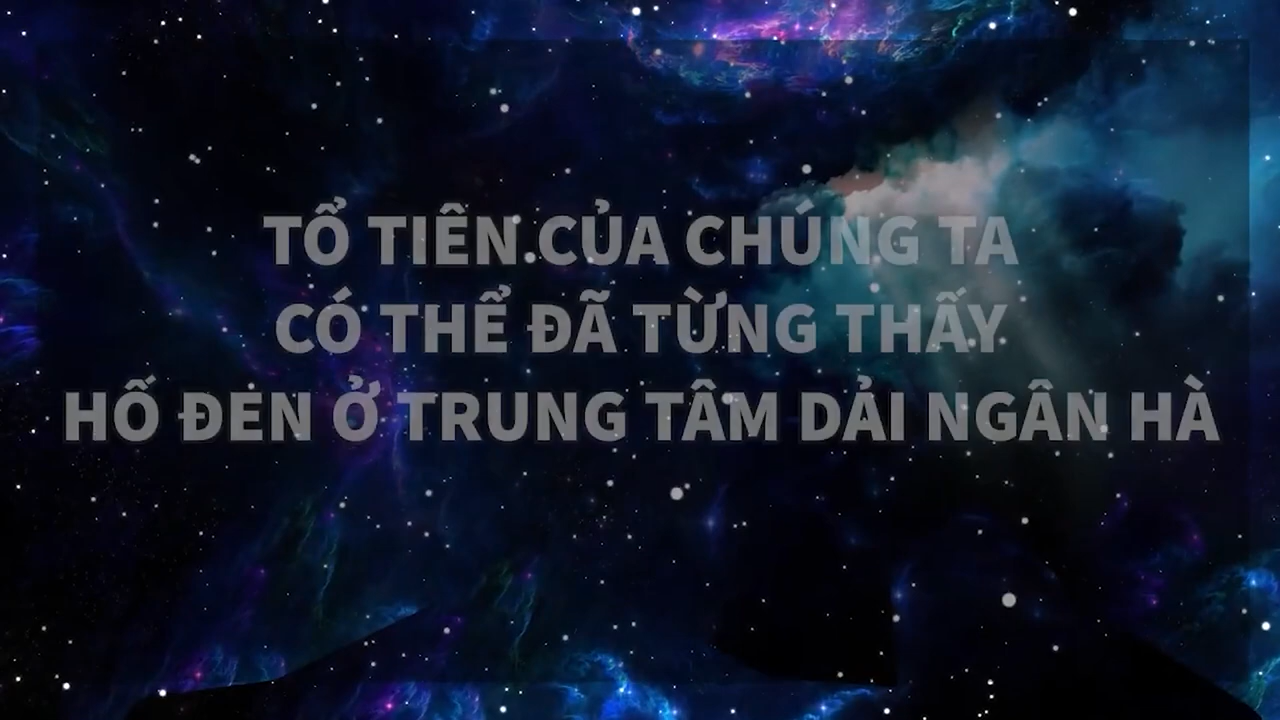 TỔ TIÊN CỦA CHÚNG TA
CÓ THỂ ĐÃ TỪNG THẤY
HỐ ĐEN Ở TRUNG TÂM DẢI NGÂN HÀ